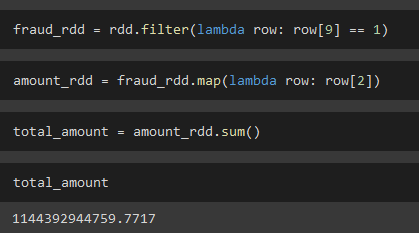 fraud_rdd = rdd.filter(lambda row: row[9] == 1)
amount_rdd = fraud_rdd.map(lambda row: row[2])
total_amount = amount_rdd.sum()
total_amount
1144392944759.7717